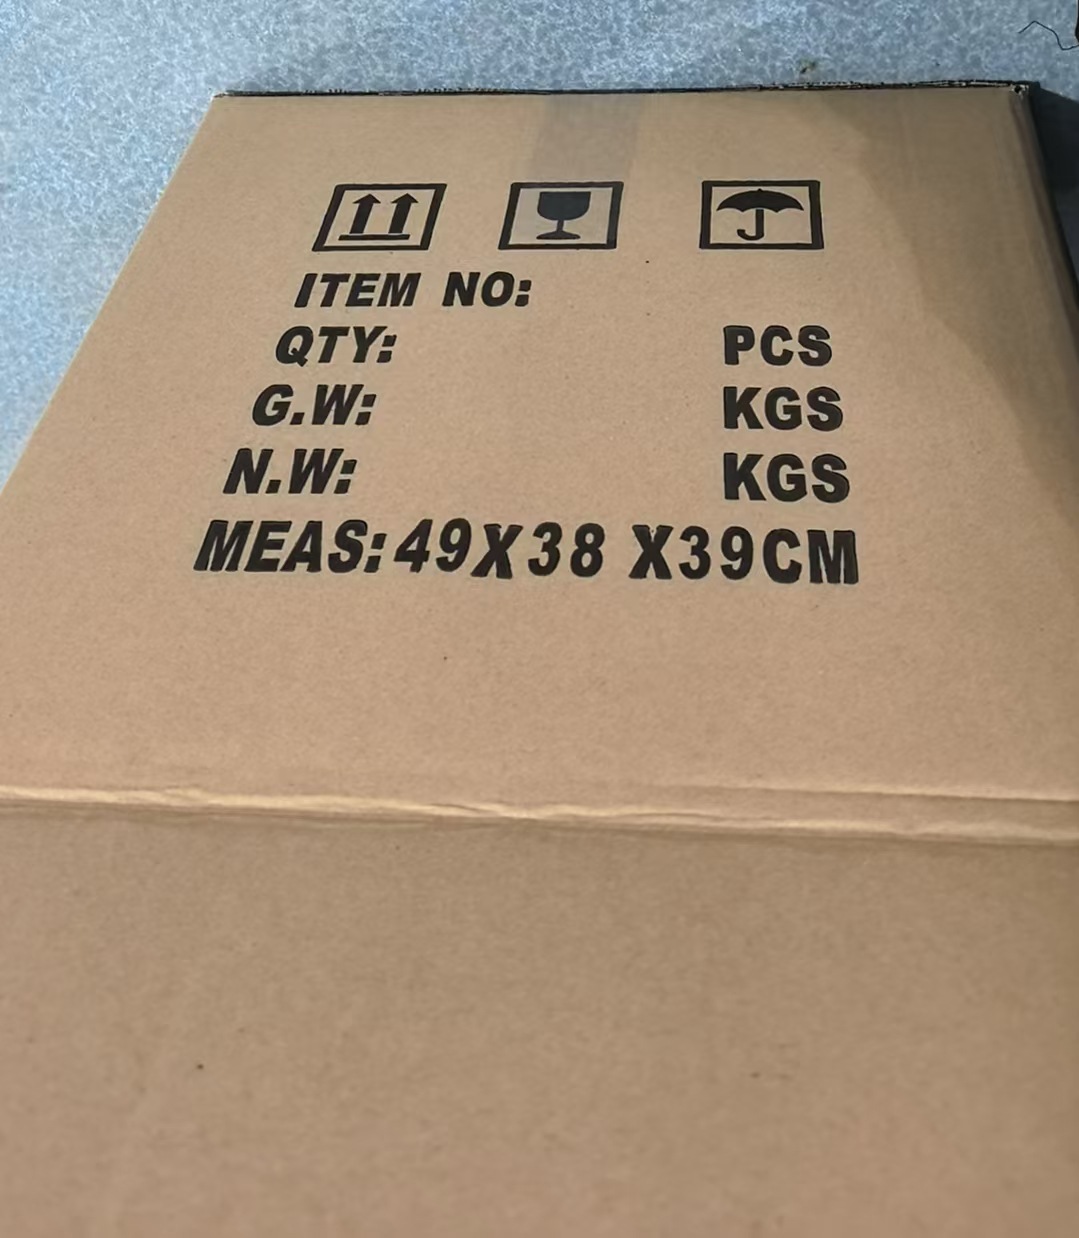 ITEM NO:
QTY: PCS
G.W: KGS
N.W: KGS
MEAS:49X38 X39CM